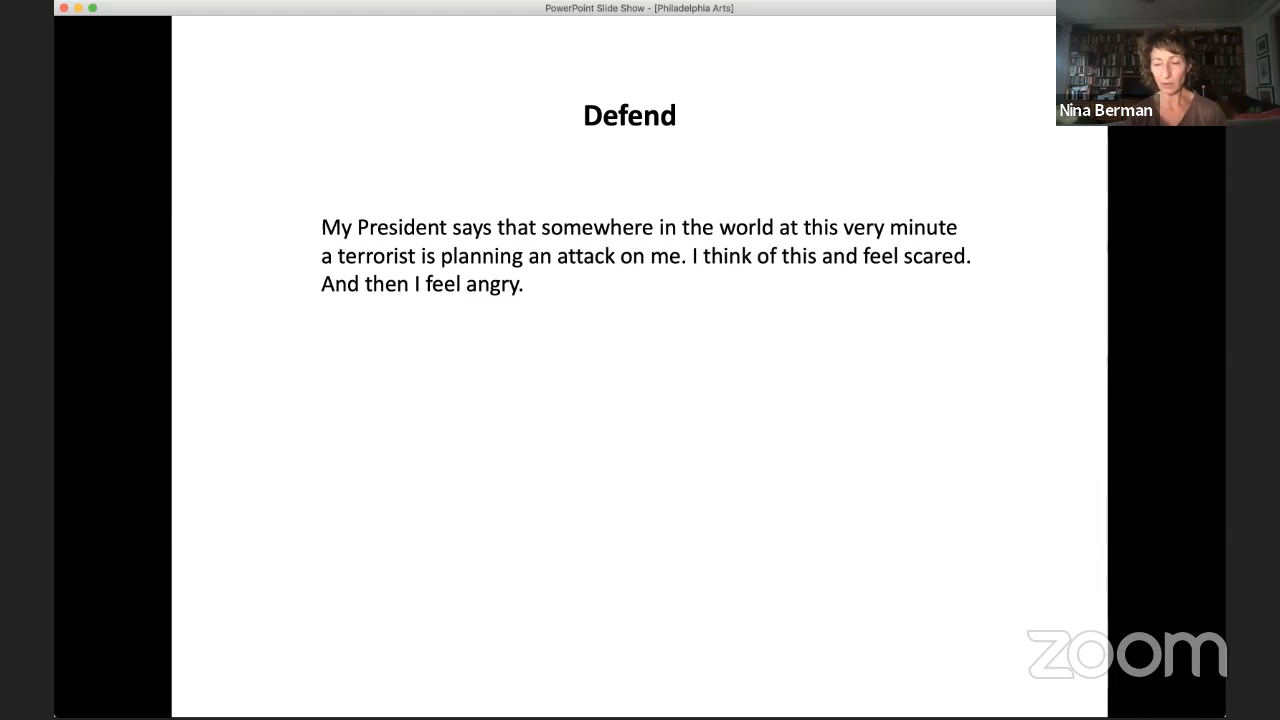 PowerPoint Slide Show - [Philadelphia Arts]
Nina Berman
Defend
My President says that somewhere in the world at this very minute
a terrorist is planning an attack on me. I think of this and feel scared.
And then I feel angry.
zoom